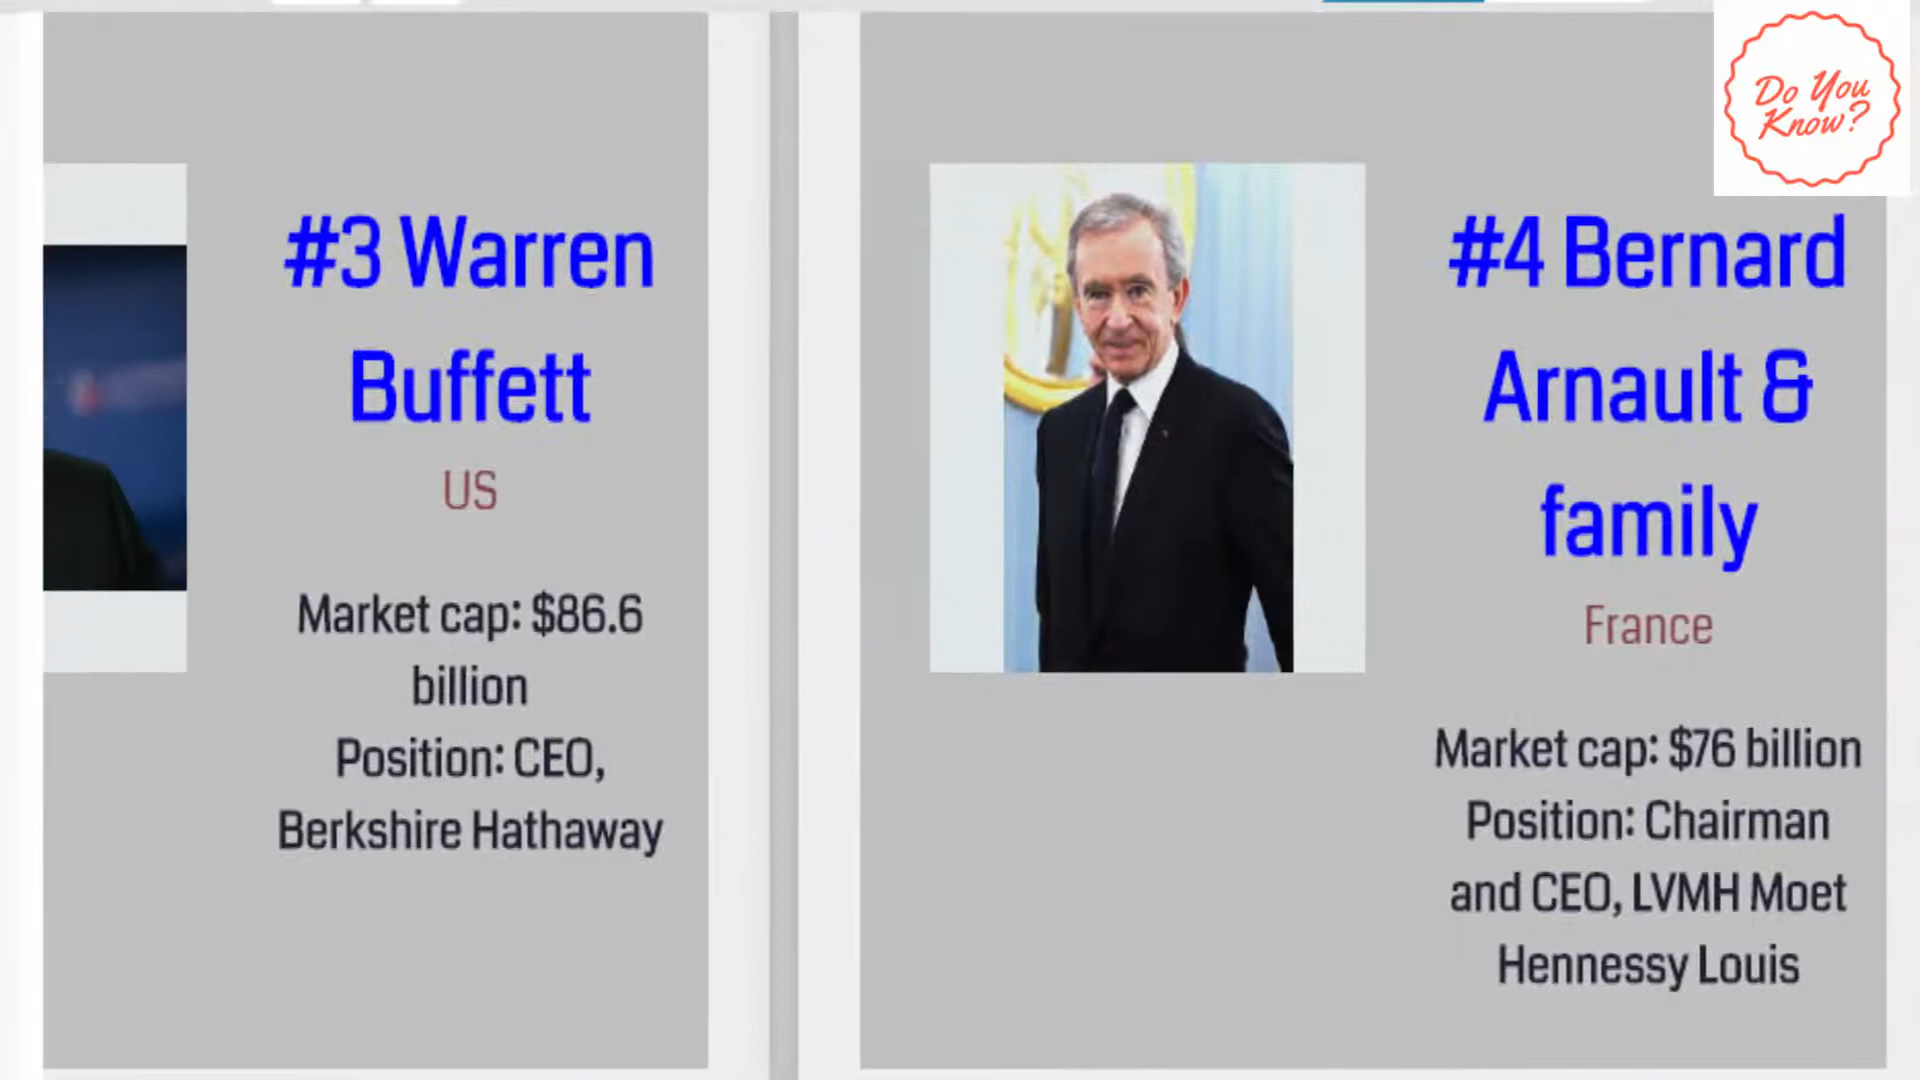 Do You
Know?
#3 Warren
Buffett
US
Market cap: $86.6
billion
Position: CEO,
Berkshire Hathaway
#4 Bernard
Arnault &
family
France
Market cap: $76 billion
Position: Chairman
and CEO, LVMH Moet
Hennessy Louis